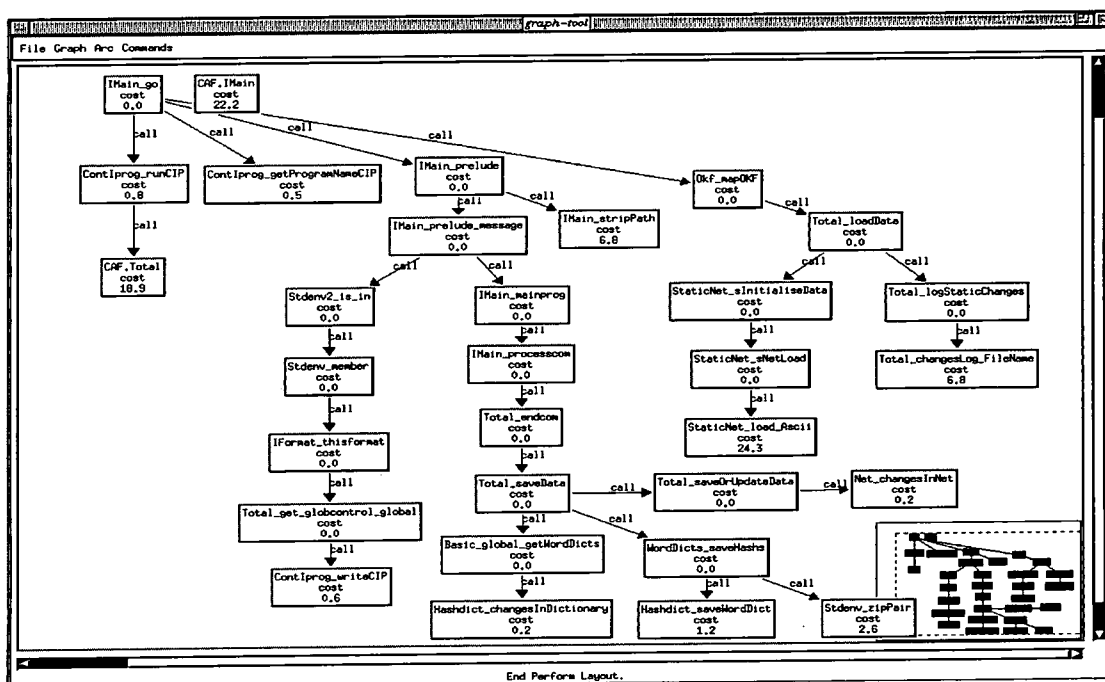 graph-tool
File Graph Arc Commands
IMain_go
cost
0.0
CAF.IMain
cost
22.2
call
call
call
call
ContIprog_runCIP
cost
0.8
ContIprog_getProgramNameCIP
cost
0.5
IMain_prelude
cost
0.0
Okf_mapOKF
cost
0.0
call
call
call
call
IMain_prelude_message
cost
0.0
IMain_stripPath
cost
6.8
Total_loadData
cost
0.0
CAF.Total
cost
18.9
call
call
call
call
Stdenv2_is_in
cost
0.0
IMain_mainprog
cost
0.0
StaticNet_sInitialiseData
cost
0.0
Total_logStaticChanges
cost
0.0
call
call
call
call
Stdenv_member
cost
0.0
IMain_processcom
cost
0.0
StaticNet_sNetLoad
cost
0.0
Total_changesLog_FileName
cost
6.8
call
call
call
IFormat_thisformat
cost
0.0
Total_endcom
cost
0.0
StaticNet_load_Ascii
cost
24.3
call
call
Total_saveData
cost
0.0
call
Total_saveOrUpdateData
cost
0.0
call
Net_changesInNet
cost
0.2
Total_get_globcontrol_global
cost
0.0
call
call
call
Basic_global_getWordDicts
cost
0.0
WordDicts_saveHashs
cost
0.0
ContIprog_writeCIP
cost
0.6
call
call
call
Hashdict_changesInDictionary
cost
0.2
Hashdict_saveWordDict
cost
1.2
Stdenv_zipPair
cost
2.6
End Perform Layout.